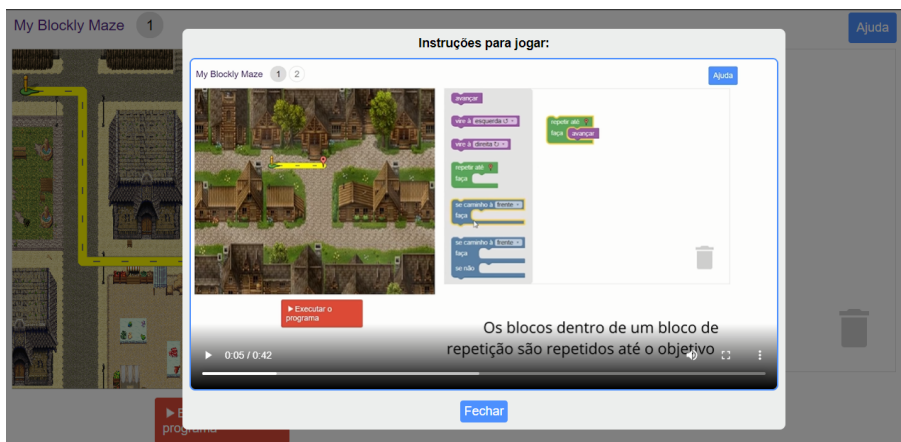 My Blockly Maze 1
Ajuda
Instruções para jogar:
My Blockly Maze 1 2
Ajuda
avançar
vire à esquerda ↺
vire à direita ↻
repetir até
faça
se caminho à frente
faça
se caminho à frente
faça
se não
repetir até
faça avançar
Executar o
programa
Os blocos dentro de um bloco de
repetição são repetidos até o objetivo
0:05 / 0:42
Fechar